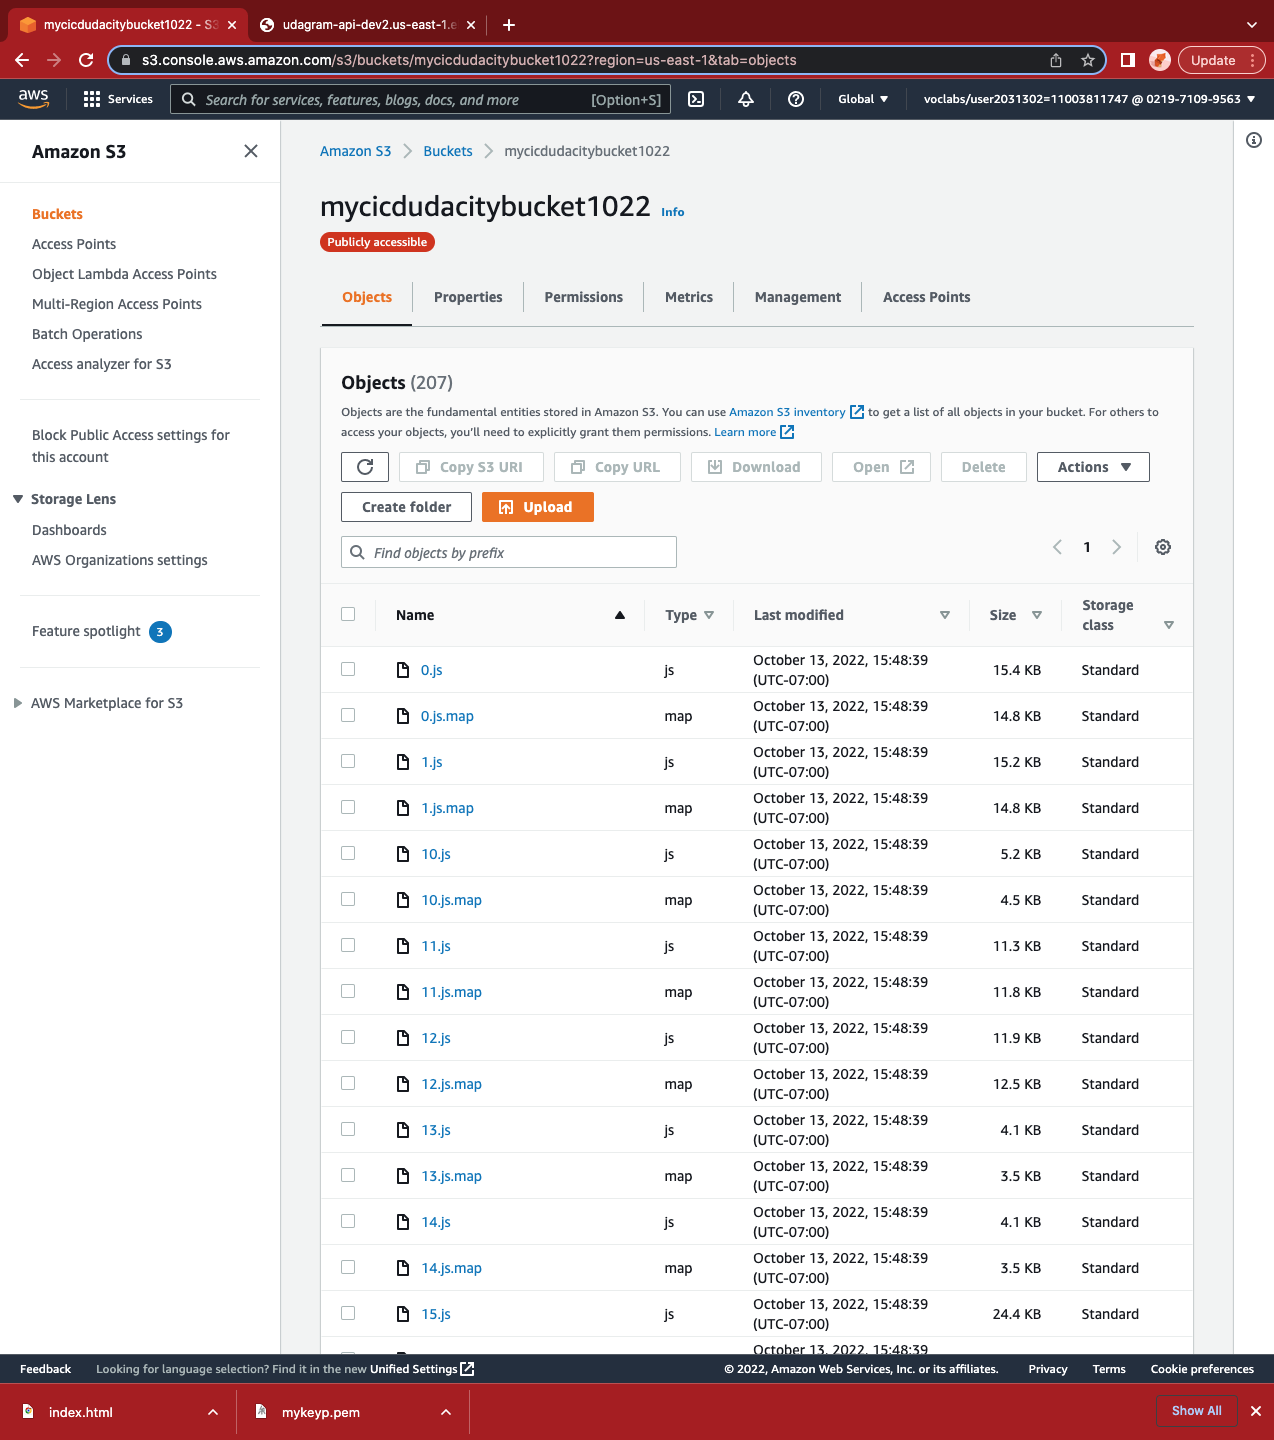 mycicdudacitybucket1022 - S3
udagram-api-dev2.us-east-1.e
s3.console.aws.amazon.com/s3/buckets/mycicdudacitybucket1022?region=us-east-1&tab=objects
Update
aws
Services
Search for services, features, blogs, docs, and more
[Option+S]
Global
voclabs/user2031302=11003811747 @ 0219-7109-9563
Amazon S3
Buckets
Access Points
Object Lambda Access Points
Multi-Region Access Points
Batch Operations
Access analyzer for S3
Block Public Access settings for
this account
Storage Lens
Dashboards
AWS Organizations settings
Feature spotlight 3
AWS Marketplace for S3
Amazon S3 > Buckets > mycicdudacitybucket1022
mycicdudacitybucket1022 Info
Publicly accessible
Objects Properties Permissions Metrics Management Access Points
Objects (207)
Objects are the fundamental entities stored in Amazon S3. You can use Amazon S3 inventory to get a list of all objects in your bucket. For others to
access your objects, you'll need to explicitly grant them permissions. Learn more
Copy S3 URI Copy URL Download Open Delete Actions
Create folder Upload
Find objects by prefix
1
Name Type Last modified Size Storage
class
0.js js October 13, 2022, 15:48:39 15.4 KB Standard
(UTC-07:00)
0.js.map map October 13, 2022, 15:48:39 14.8 KB Standard
(UTC-07:00)
1.js js October 13, 2022, 15:48:39 15.2 KB Standard
(UTC-07:00)
1.js.map map October 13, 2022, 15:48:39 14.8 KB Standard
(UTC-07:00)
10.js js October 13, 2022, 15:48:39 5.2 KB Standard
(UTC-07:00)
10.js.map map October 13, 2022, 15:48:39 4.5 KB Standard
(UTC-07:00)
11.js js October 13, 2022, 15:48:39 11.3 KB Standard
(UTC-07:00)
11.js.map map October 13, 2022, 15:48:39 11.8 KB Standard
(UTC-07:00)
12.js js October 13, 2022, 15:48:39 11.9 KB Standard
(UTC-07:00)
12.js.map map October 13, 2022, 15:48:39 12.5 KB Standard
(UTC-07:00)
13.js js October 13, 2022, 15:48:39 4.1 KB Standard
(UTC-07:00)
13.js.map map October 13, 2022, 15:48:39 3.5 KB Standard
(UTC-07:00)
14.js js October 13, 2022, 15:48:39 4.1 KB Standard
(UTC-07:00)
14.js.map map October 13, 2022, 15:48:39 3.5 KB Standard
(UTC-07:00)
15.js js October 13, 2022, 15:48:39 24.4 KB Standard
(UTC-07:00)
October 13, 2022, 15:48:39
Feedback Looking for language selection? Find it in the new Unified Settings © 2022, Amazon Web Services, Inc. or its affiliates. Privacy Terms Cookie preferences
index.html mykeyp.pem Show All